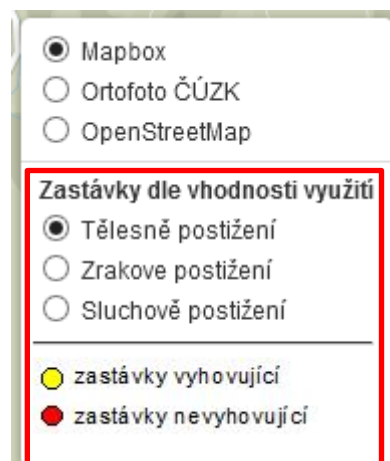 Mapbox
Ortofoto ČÚZK
OpenStreetMap
Zastávky dle vhodnosti využití
Tělesně postižení
Zrakove postižení
Sluchově postižení
zastávky vyhovující
zastávky nevyhovující